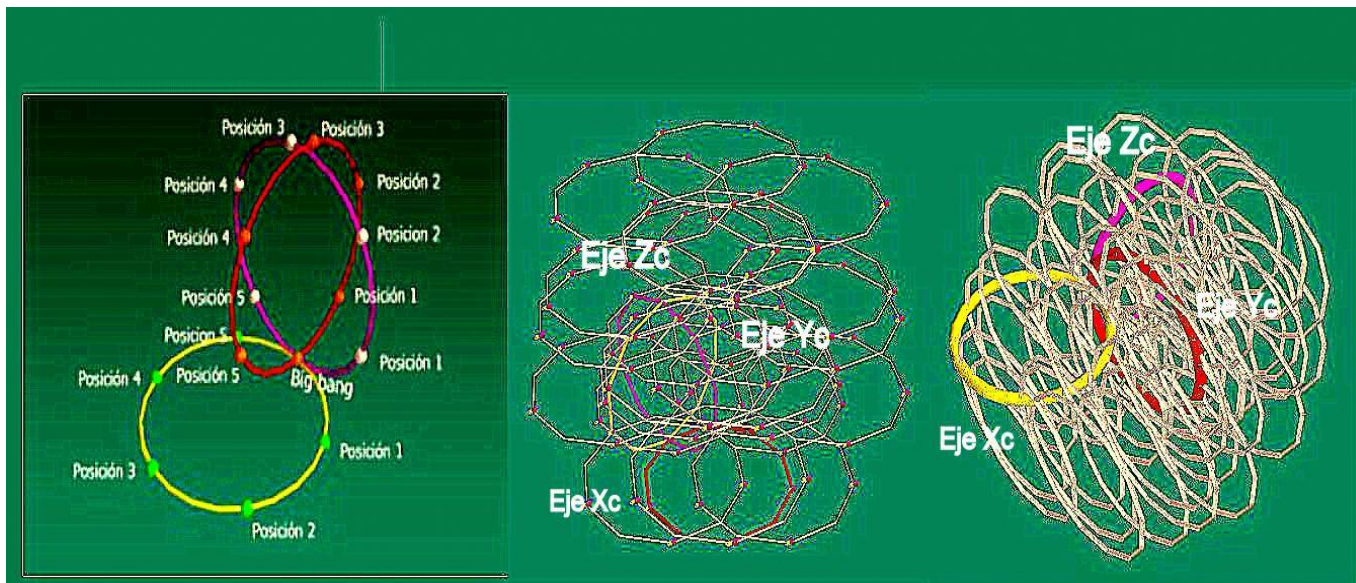 Posición 3
Posición 3
Posición 4
Posición 2
Posición 4
Posicion 2
Posición 5
Posición 1
Posicion 5
Posición 4
Posición 5
Big bang
Posición 1
Posición 1
Posición 3
Posición 2
Eje Zc
Eje Yc
Eje Xc
Eje Zc
Eje Yc
Eje Xc